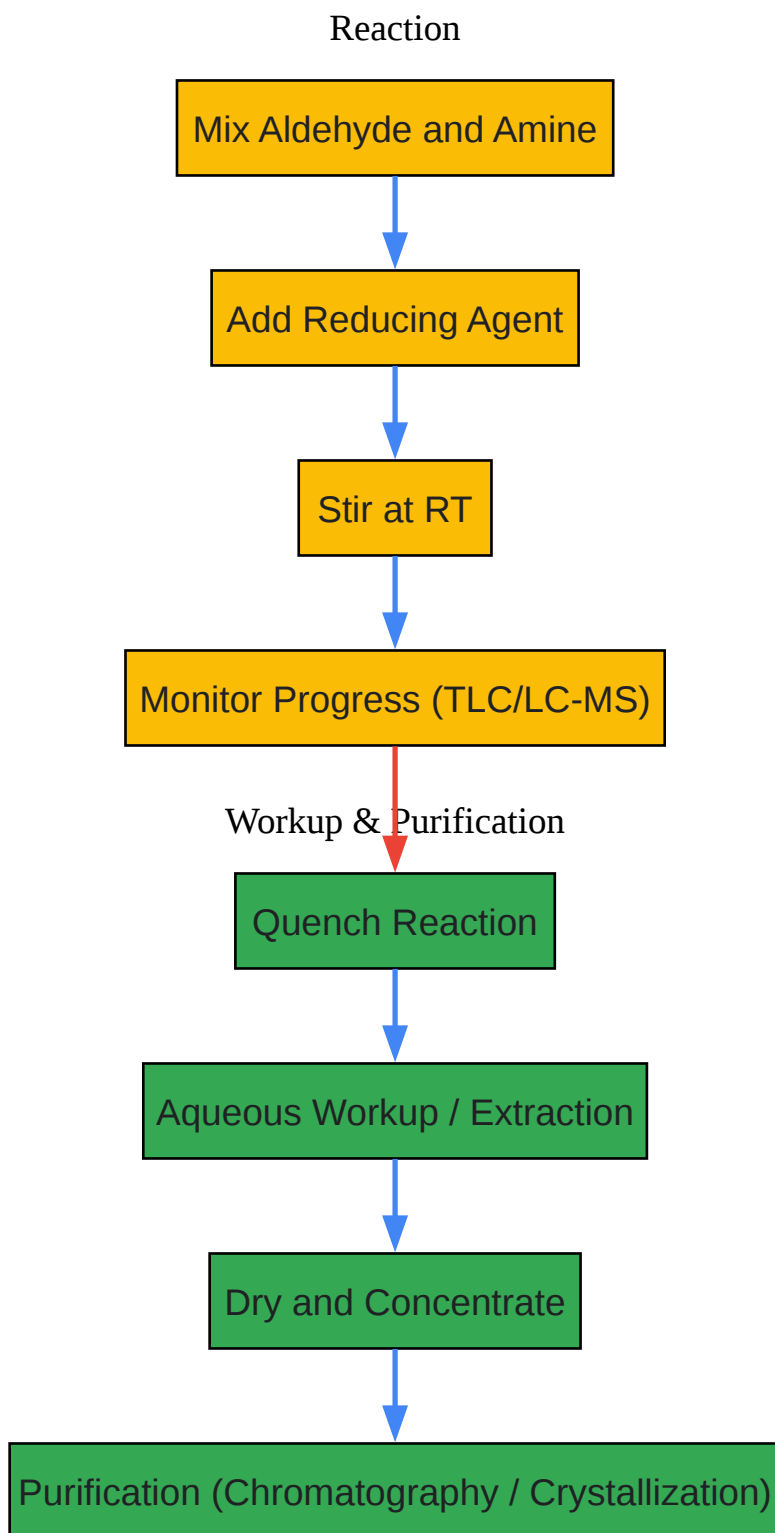 Reaction
Mix Aldehyde and Amine
Add Reducing Agent
Stir at RT
Monitor Progress (TLC/LC-MS)
Workup & Purification
Quench Reaction
Aqueous Workup / Extraction
Dry and Concentrate
Purification (Chromatography / Crystallization)